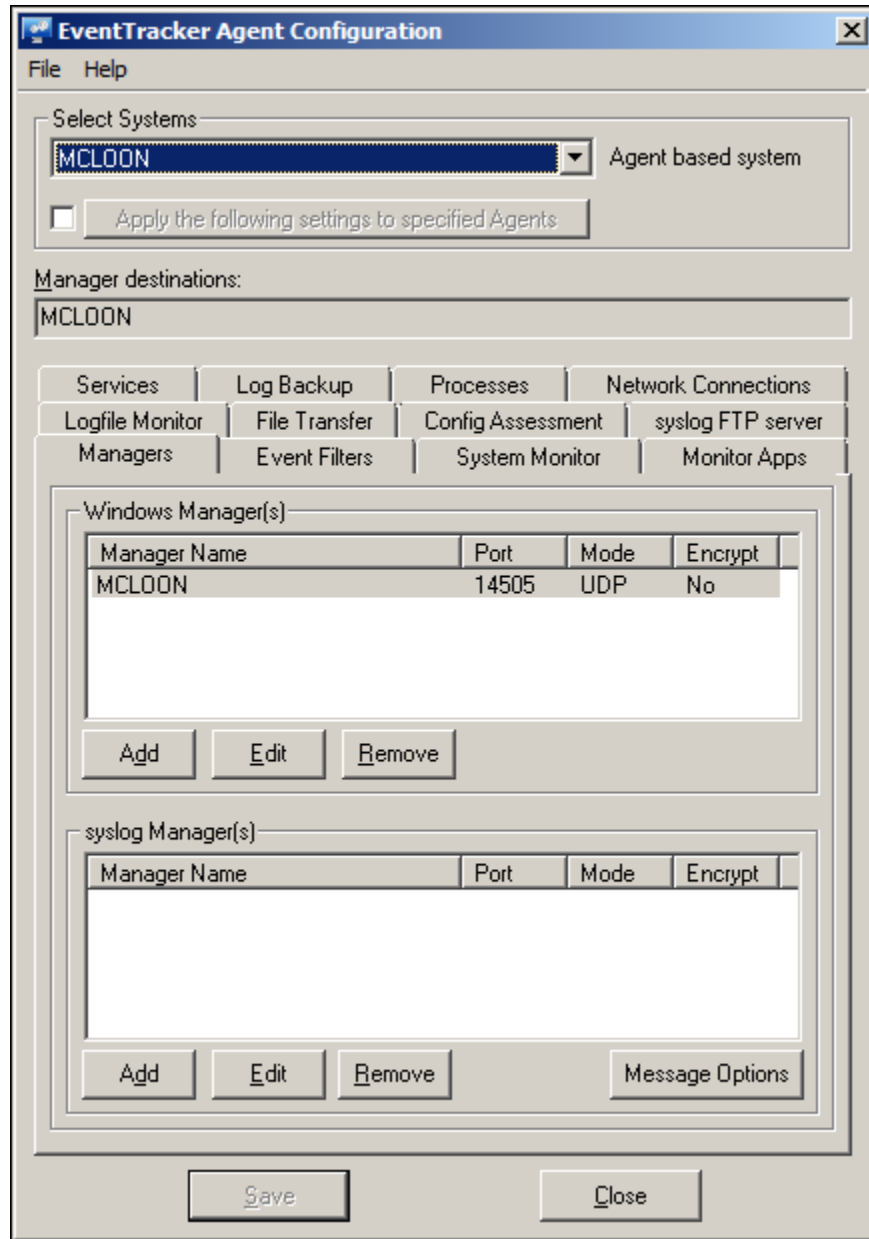 EventTracker Agent Configuration
File Help
Select Systems
MCLOON Agent based system
Apply the following settings to specified Agents
Manager destinations:
MCLOON
Services Log Backup Processes Network Connections
Logfile Monitor File Transfer Config Assessment syslog FTP server
Managers Event Filters System Monitor Monitor Apps
Windows Manager(s)
Manager Name Port Mode Encrypt
MCLOON 14505 UDP No
Add Edit Remove
syslog Manager(s)
Manager Name Port Mode Encrypt
Add Edit Remove Message Options
Save Close